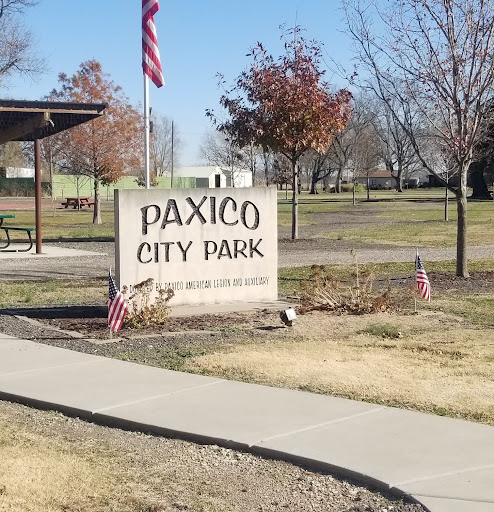 PAXICO
CITY PARK
BY PAXICO AMERICAN LEGION AND AUXILIARY